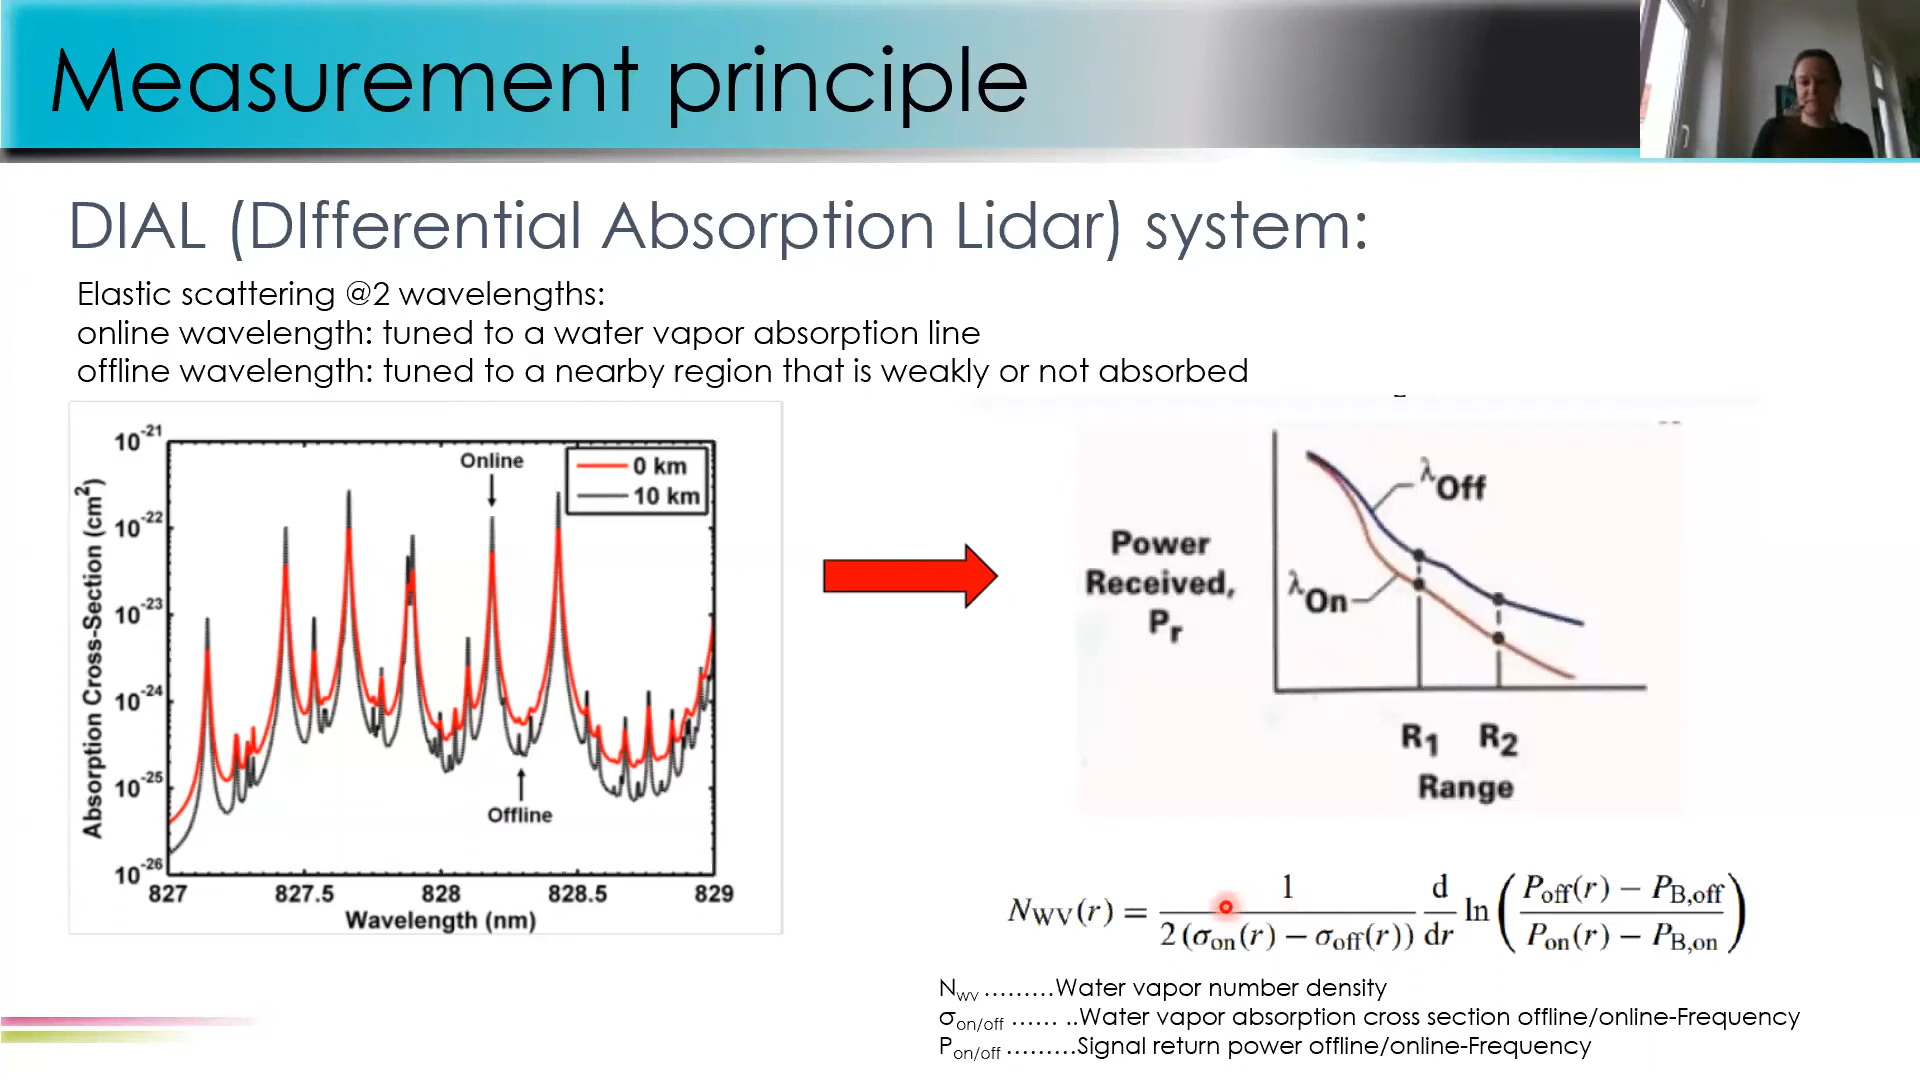 Measurement principle
DIAL (DIfferential Absorption Lidar) system:
Elastic scattering @2 wavelengths:
online wavelength: tuned to a water vapor absorption line
offline wavelength: tuned to a nearby region that is weakly or not absorbed
Absorption Cross-Section (cm²)
10⁻²¹
10⁻²²
10⁻²³
10⁻²⁴
10⁻²⁵
10⁻²⁶
Online
0 km
10 km
Offline
827
827.5
828
828.5
829
Wavelength (nm)
Power
Received,
Pr
λOff
λOn
R1 R2
Range
N_WV(r) = 1 / 2 (σ_on(r) − σ_off(r)) d/dr ln ( P_off(r) − P_B,off / P_on(r) − P_B,on )
Nwv .........Water vapor number density
σon/off ...... ..Water vapor absorption cross section offline/online-Frequency
Pon/off .........Signal return power offline/online-Frequency